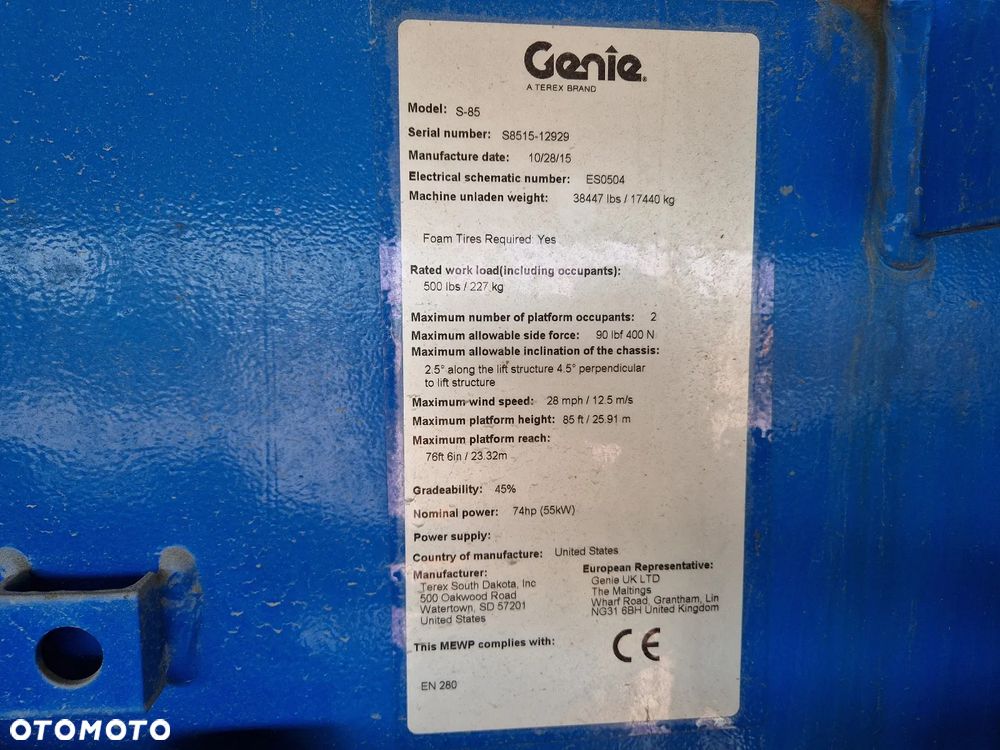 Genie®
A TEREX BRAND
Model: S-85
Serial number: S8515-12929
Manufacture date: 10/28/15
Electrical schematic number: ES0504
Machine unladen weight: 38447 lbs / 17440 kg
Foam Tires Required: Yes
Rated work load(including occupants):
500 lbs / 227 kg
Maximum number of platform occupants: 2
Maximum allowable side force: 90 lbf 400 N
Maximum allowable inclination of the chassis:
2.5° along the lift structure 4.5° perpendicular
to lift structure
Maximum wind speed: 28 mph / 12.5 m/s
Maximum platform height: 85 ft / 25.91 m
Maximum platform reach:
76ft 6in / 23.32m
Gradeability: 45%
Nominal power: 74hp (55kW)
Power supply:
Country of manufacture: United States
Manufacturer:
Terex South Dakota, Inc
500 Oakwood Road
Watertown, SD 57201
United States
European Representative:
Genie UK LTD
The Maltings
Wharf Road, Grantham, Lin
NG31 6BH United Kingdom
This MEWP complies with:
CE
EN 280
OTOMOTO